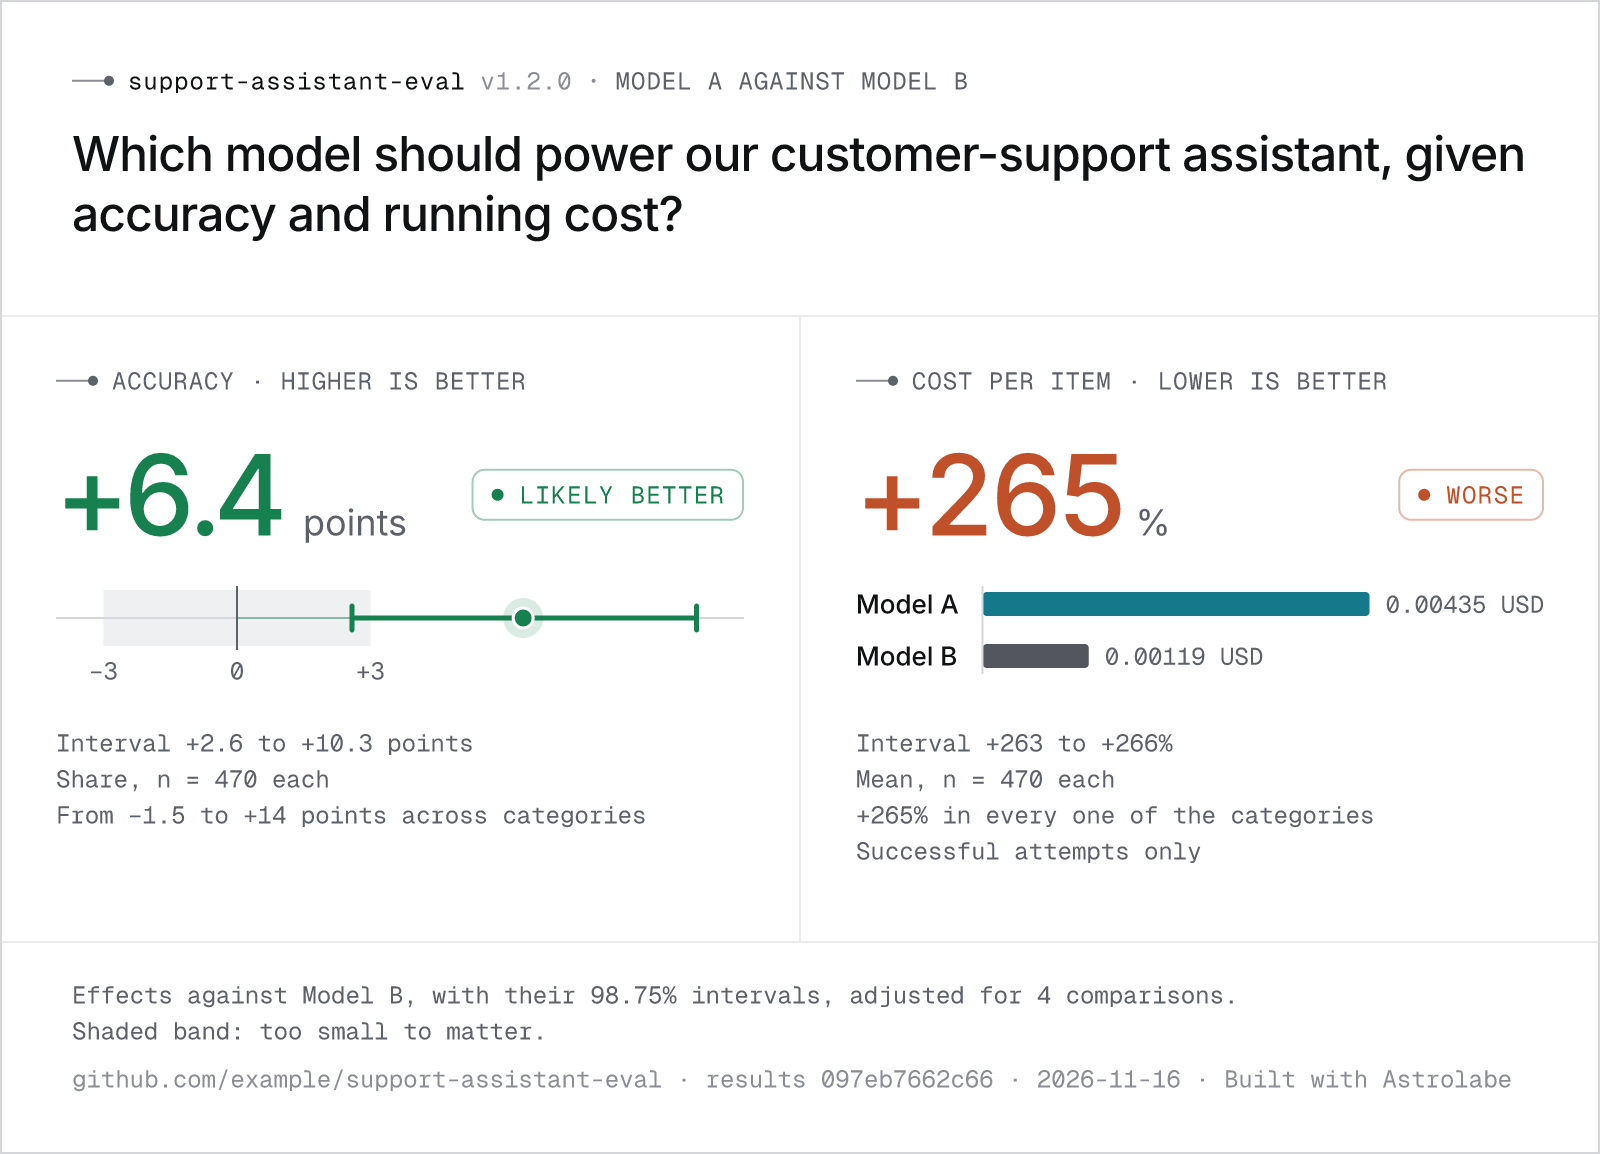 support-assistant-eval v1.2.0 · MODEL A AGAINST MODEL B
Which model should power our customer-support assistant, given
accuracy and running cost?
ACCURACY · HIGHER IS BETTER
+6.4 points
LIKELY BETTER
−3 0 +3
Interval +2.6 to +10.3 points
Share, n = 470 each
From −1.5 to +14 points across categories
COST PER ITEM · LOWER IS BETTER
+265 %
WORSE
Model A 0.00435 USD
Model B 0.00119 USD
Interval +263 to +266%
Mean, n = 470 each
+265% in every one of the categories
Successful attempts only
Effects against Model B, with their 98.75% intervals, adjusted for 4 comparisons.
Shaded band: too small to matter.
github.com/example/support-assistant-eval · results 097eb7662c66 · 2026-11-16 · Built with Astrolabe